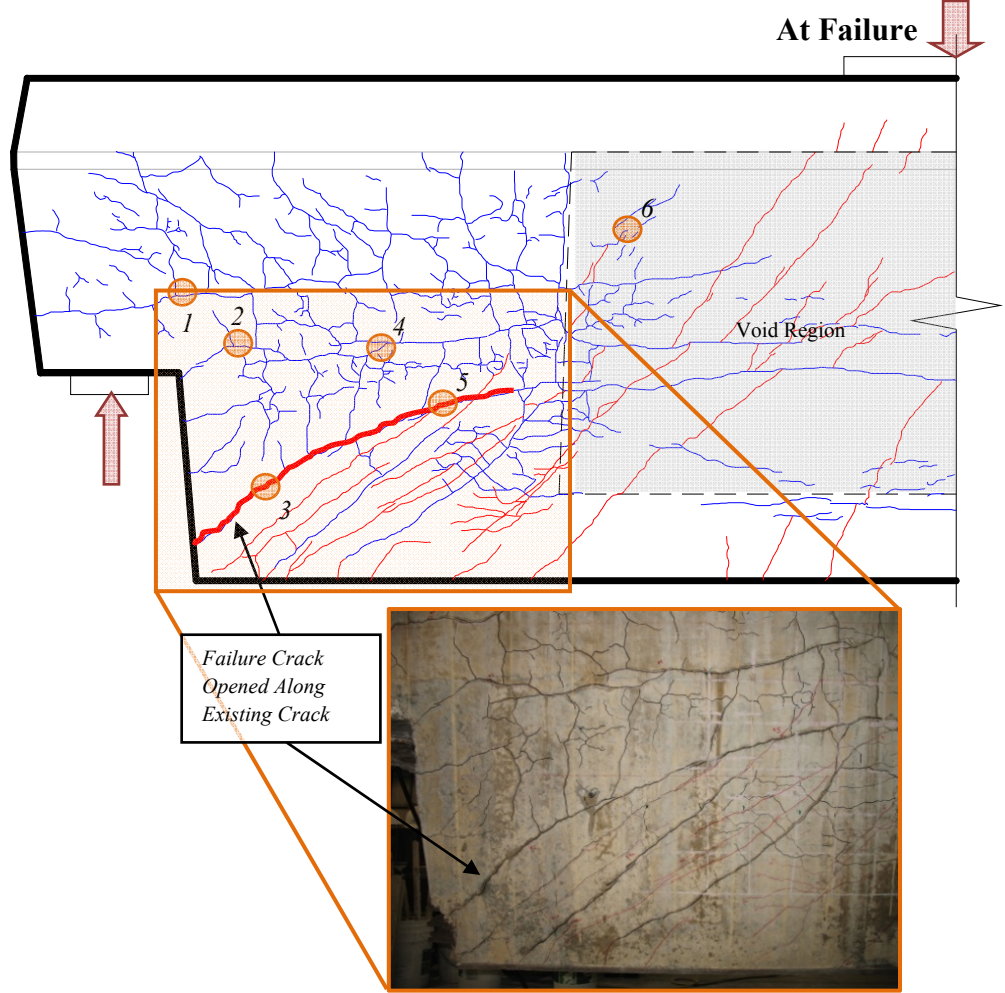 At Failure
6
1
2
4
Void Region
5
3
Failure Crack
Opened Along
Existing Crack